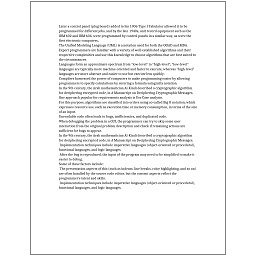 Later a control panel (plug board) added to his 1906 Type I Tabulator allowed it to be
programmed for different jobs, and by the late 1940s, unit record equipment such as the
IBM 602 and IBM 604, were programmed by control panels in a similar way, as were the
first electronic computers.
The Unified Modeling Language (UML) is a notation used for both the OOAD and MDA.
Expert programmers are familiar with a variety of well-established algorithms and their
respective complexities and use this knowledge to choose algorithms that are best suited to
the circumstances.
Languages form an approximate spectrum from "low-level" to "high-level"; "low-level"
languages are typically more machine-oriented and faster to execute, whereas "high-level"
languages are more abstract and easier to use but execute less quickly.
Compilers harnessed the power of computers to make programming easier by allowing
programmers to specify calculations by entering a formula using infix notation.
In the 9th century, the Arab mathematician Al-Kindi described a cryptographic algorithm
for deciphering encrypted code, in A Manuscript on Deciphering Cryptographic Messages.
One approach popular for requirements analysis is Use Case analysis.
For this purpose, algorithms are classified into orders using so-called Big O notation, which
expresses resource use, such as execution time or memory consumption, in terms of the size
of an input.
Unreadable code often leads to bugs, inefficiencies, and duplicated code.
When debugging the problem in a GUI, the programmer can try to skip some user
interaction from the original problem description and check if remaining actions are
sufficient for bugs to appear.
In the 9th century, the Arab mathematician Al-Kindi described a cryptographic algorithm
for deciphering encrypted code, in A Manuscript on Deciphering Cryptographic Messages.
Implementation techniques include imperative languages (object-oriented or procedural),
functional languages, and logic languages.
After the bug is reproduced, the input of the program may need to be simplified to make it
easier to debug.
Some of these factors include:
The presentation aspects of this (such as indents, line breaks, color highlighting, and so on)
are often handled by the source code editor, but the content aspects reflect the
programmer's talent and skills.
Implementation techniques include imperative languages (object-oriented or procedural),
functional languages, and logic languages.